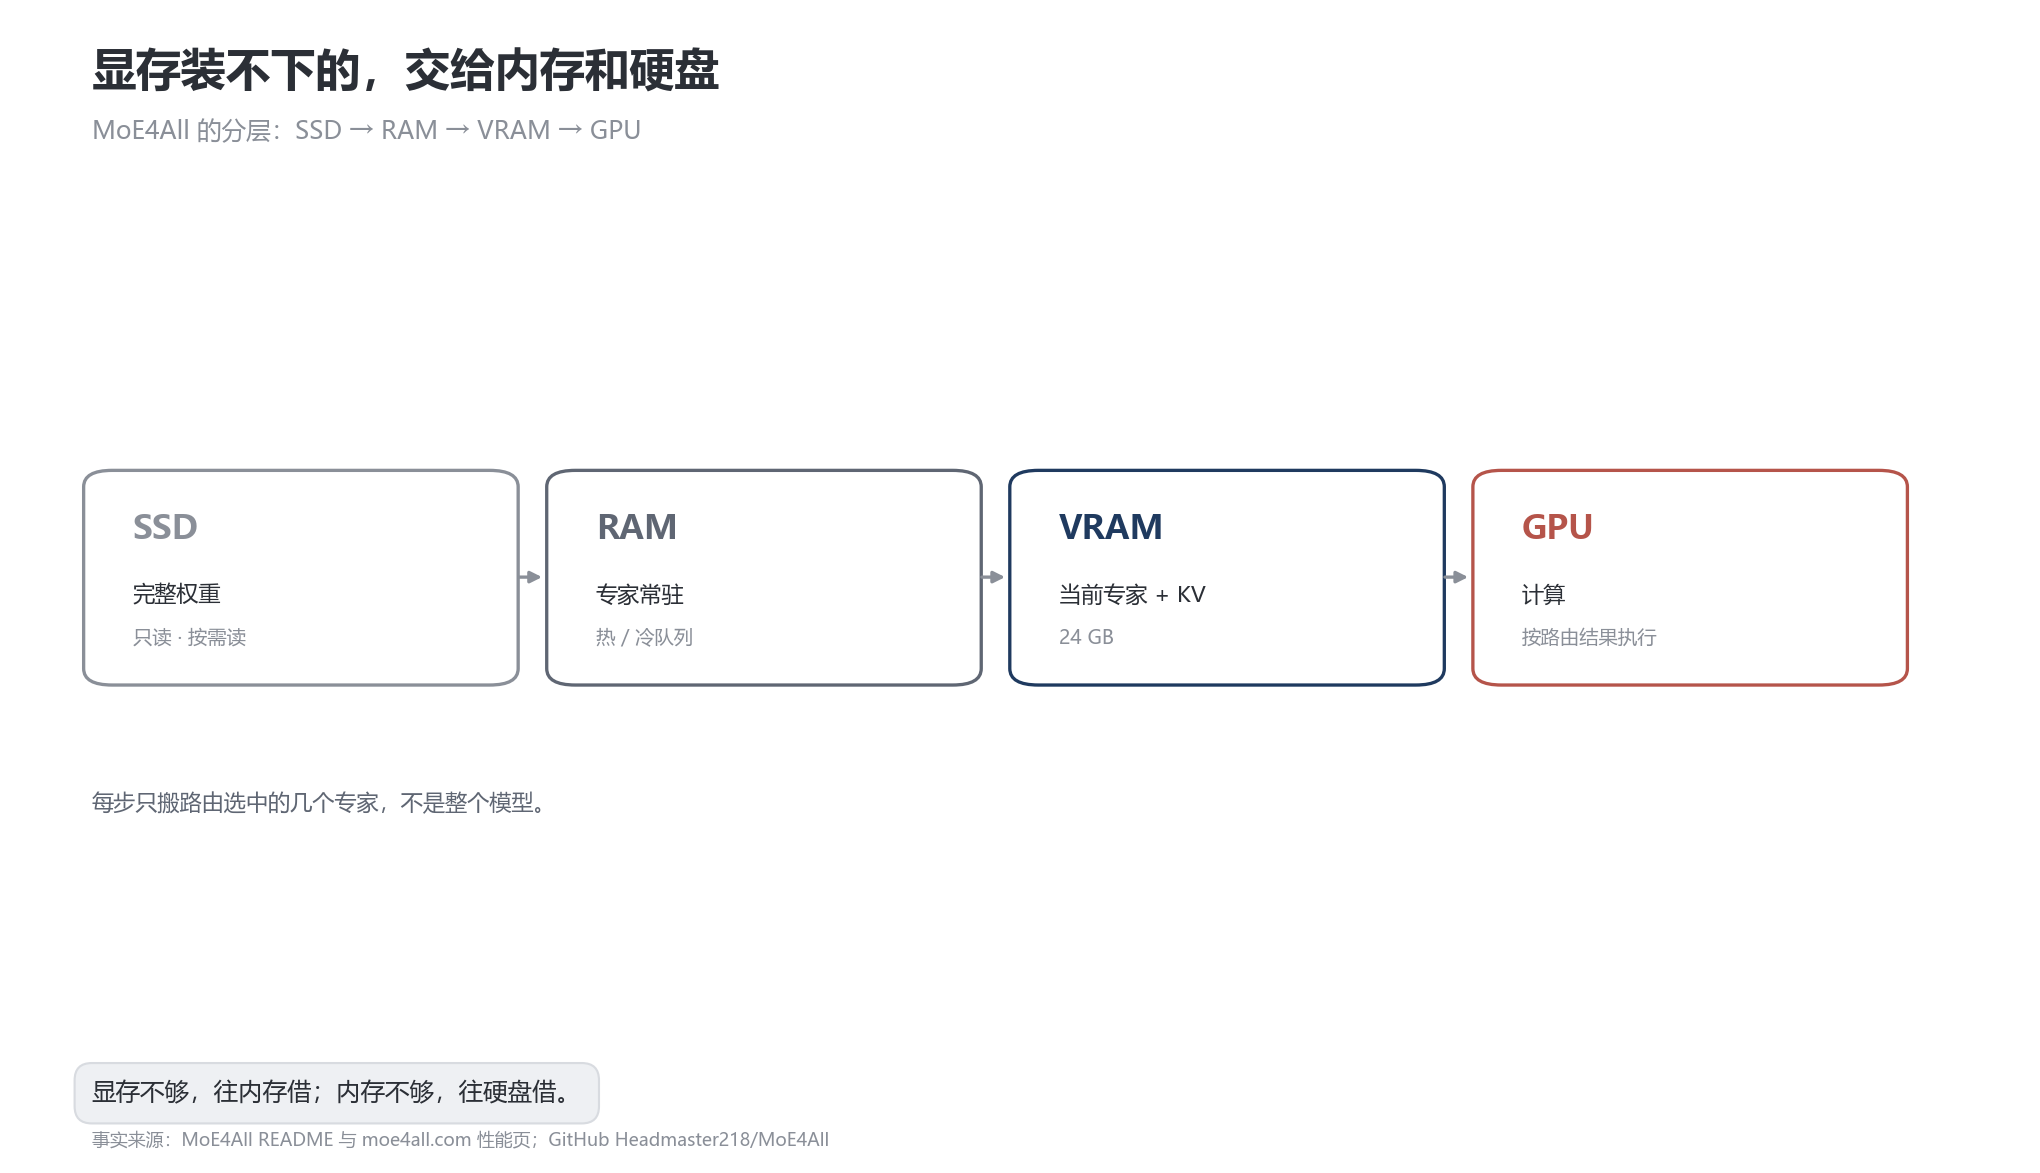 显存装不下的，交给内存和硬盘
MoE4All 的分层：SSD → RAM → VRAM → GPU
SSD
完整权重
只读 · 按需读
RAM
专家常驻
热 / 冷队列
VRAM
当前专家 + KV
24 GB
GPU
计算
按路由结果执行
每步只搬路由选中的几个专家，不是整个模型。
显存不够，往内存借；内存不够，往硬盘借。
事实来源：MoE4All README 与 moe4all.com 性能页；GitHub Headmaster218/MoE4All